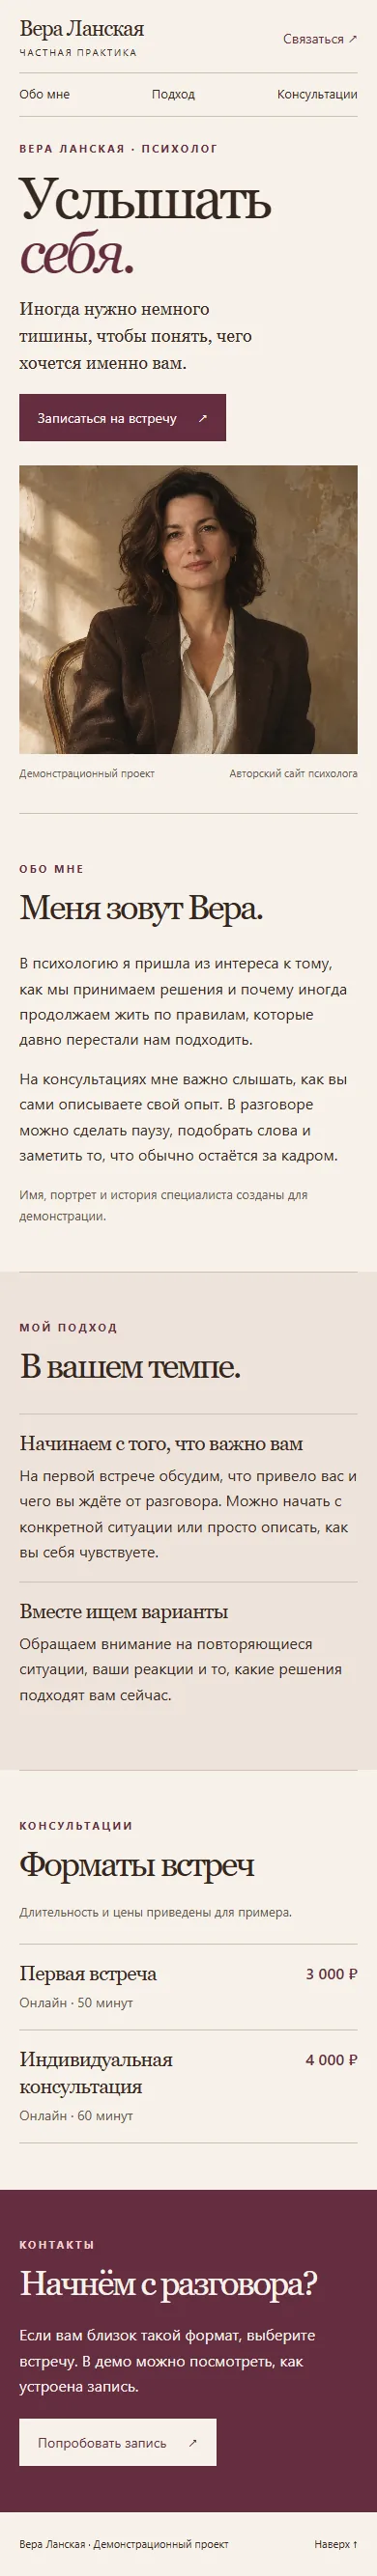 Вера Ланская
ЧАСТНАЯ ПРАКТИКА
Связаться ↗
Обо мне Подход Консультации
ВЕРА ЛАНСКАЯ · ПСИХОЛОГ
Услышать
себя.
Иногда нужно немного
тишины, чтобы понять, чего
хочется именно вам.
Записаться на встречу ↗
Демонстрационный проект Авторский сайт психолога
ОБО МНЕ
Меня зовут Вера.
В психологию я пришла из интереса к тому,
как мы принимаем решения и почему иногда
продолжаем жить по правилам, которые
давно перестали нам подходить.
На консультациях мне важно слышать, как вы
сами описываете свой опыт. В разговоре
можно сделать паузу, подобрать слова и
заметить то, что обычно остаётся за кадром.
Имя, портрет и история специалиста созданы для
демонстрации.
МОЙ ПОДХОД
В вашем темпе.
Начинаем с того, что важно вам
На первой встрече обсудим, что привело вас и
чего вы ждёте от разговора. Можно начать с
конкретной ситуации или просто описать, как
вы себя чувствуете.
Вместе ищем варианты
Обращаем внимание на повторяющиеся
ситуации, ваши реакции и то, какие решения
подходят вам сейчас.
КОНСУЛЬТАЦИИ
Форматы встреч
Длительность и цены приведены для примера.
Первая встреча 3 000 ₽
Онлайн · 50 минут
Индивидуальная 4 000 ₽
консультация
Онлайн · 60 минут
КОНТАКТЫ
Начнём с разговора?
Если вам близок такой формат, выберите
встречу. В демо можно посмотреть, как
устроена запись.
Попробовать запись ↗
Вера Ланская · Демонстрационный проект Наверх ↑